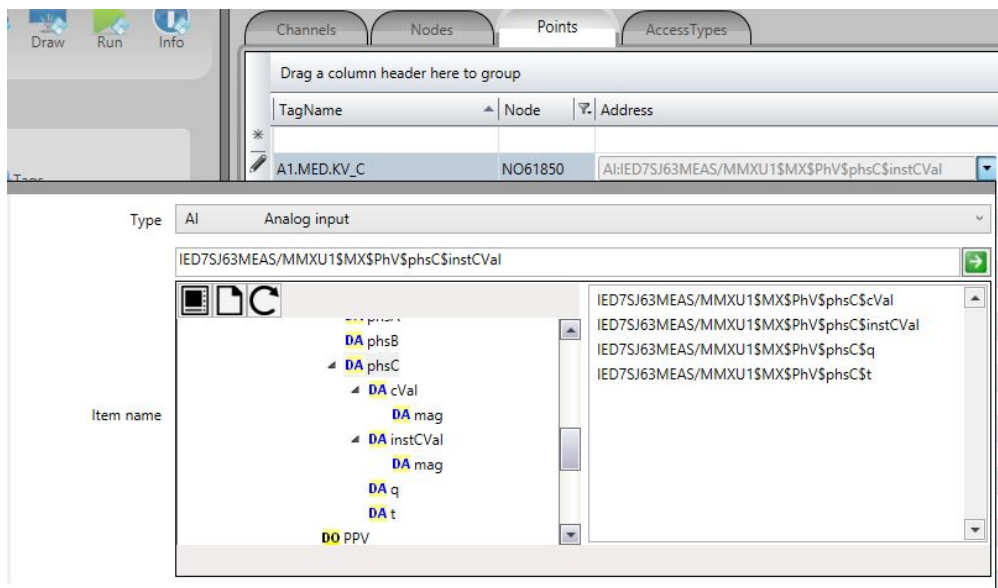 Draw Run Info
Channels Nodes Points AccessTypes
Drag a column header here to group
TagName Node Address
A1.MED.KV_C NO61850 AI:IED7SJ63MEAS/MMXU1$MX$PhV$phsC$instCVal
Tags
Type AI Analog input
IED7SJ63MEAS/MMXU1$MX$PhV$phsC$instCVal
Item name
DA phsA
DA phsB
DA phsC
DA cVal
DA mag
DA instCVal
DA mag
DA q
DA t
DO PPV
IED7SJ63MEAS/MMXU1$MX$PhV$phsC$cVal
IED7SJ63MEAS/MMXU1$MX$PhV$phsC$instCVal
IED7SJ63MEAS/MMXU1$MX$PhV$phsC$q
IED7SJ63MEAS/MMXU1$MX$PhV$phsC$t